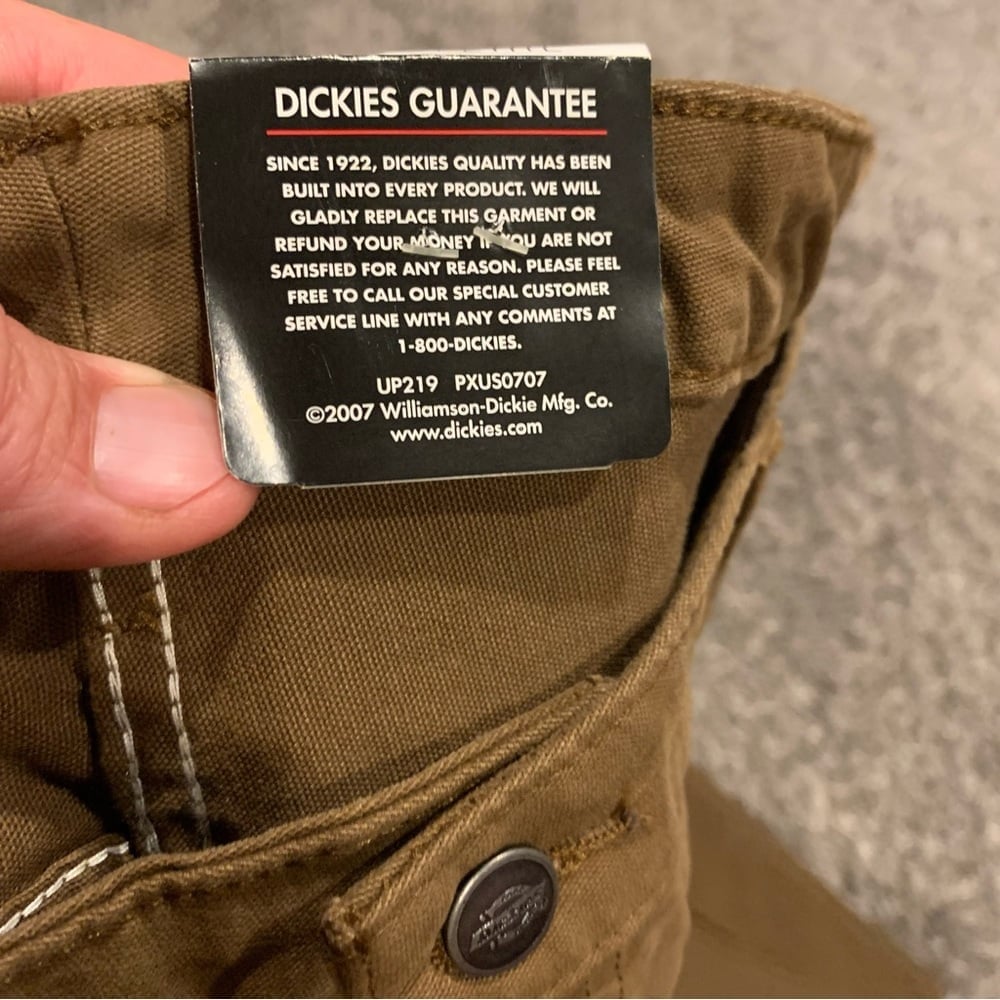 DICKIES GUARANTEE
SINCE 1922, DICKIES QUALITY HAS BEEN
BUILT INTO EVERY PRODUCT. WE WILL
GLADLY REPLACE THIS GARMENT OR
REFUND YOUR MONEY IF YOU ARE NOT
SATISFIED FOR ANY REASON. PLEASE FEEL
FREE TO CALL OUR SPECIAL CUSTOMER
SERVICE LINE WITH ANY COMMENTS AT
1-800-DICKIES.
UP219 PXUS0707
©2007 Williamson-Dickie Mfg. Co.
www.dickies.com